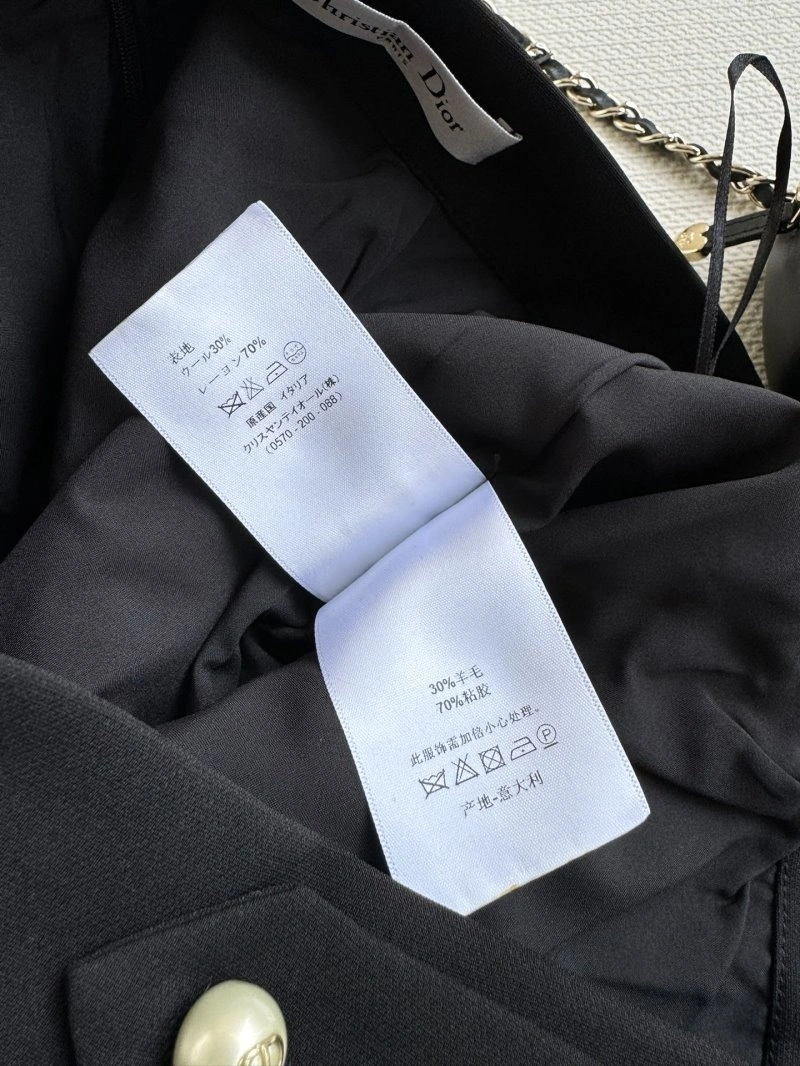 Christian Dior
PARIS
表地
ウール30%
レーヨン70%
原産国 イタリア
クリスヤンディオール(株)
(0570-200-088)
30%羊毛
70%粘胶
此服饰需加倍小心处理。
P
产地-意大利